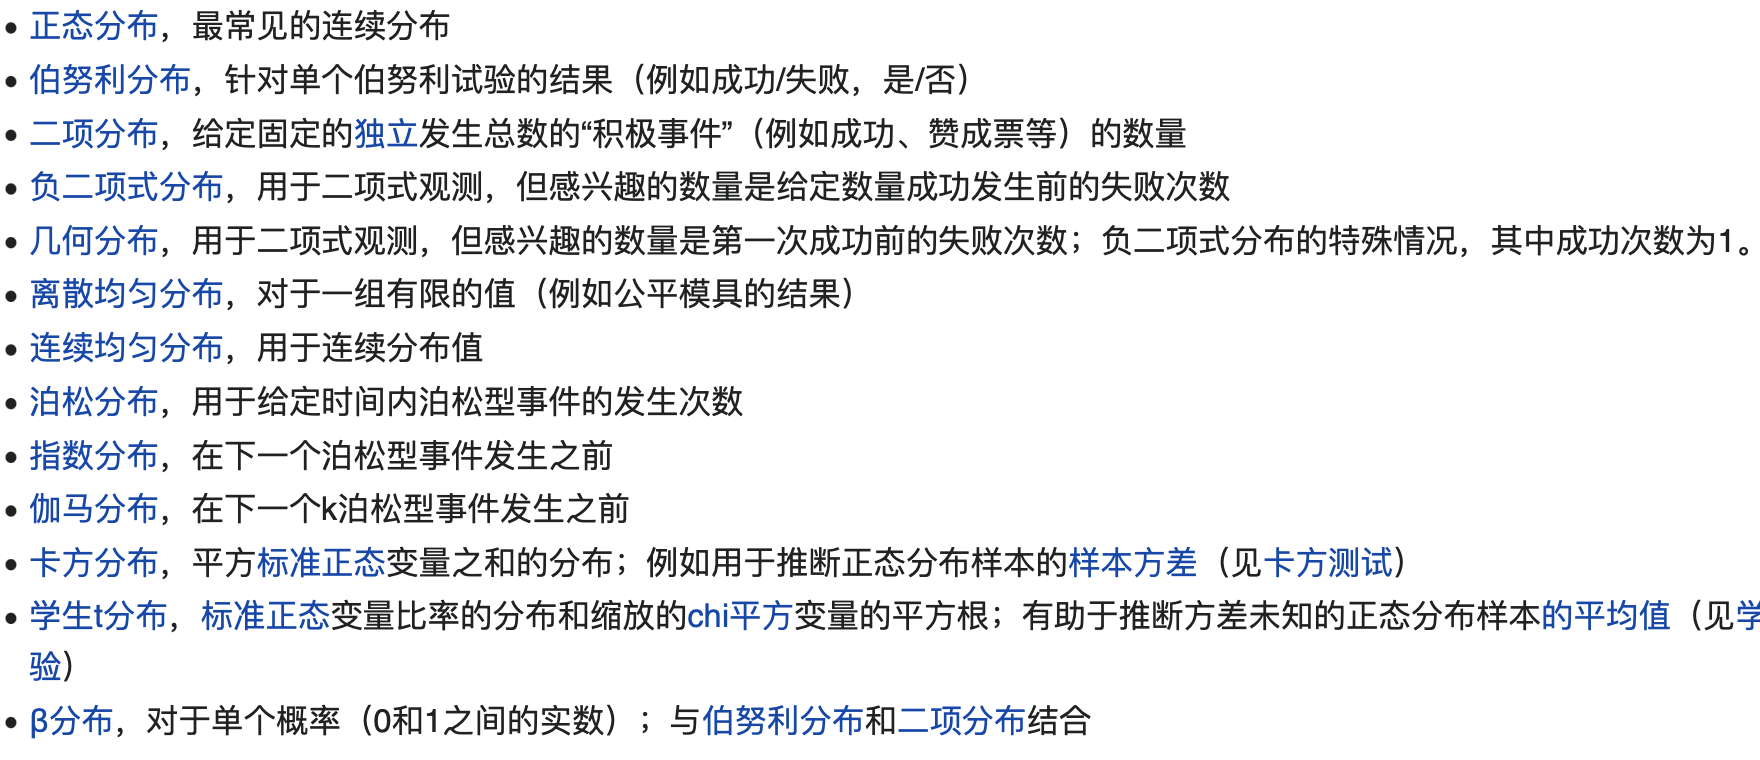 • 正态分布，最常见的连续分布
• 伯努利分布，针对单个伯努利试验的结果（例如成功/失败，是/否）
• 二项分布，给定固定的独立发生总数的“积极事件”（例如成功、赞成票等）的数量
• 负二项式分布，用于二项式观测，但感兴趣的数量是给定数量成功发生前的失败次数
• 几何分布，用于二项式观测，但感兴趣的数量是第一次成功前的失败次数；负二项式分布的特殊情况，其中成功次数为1。
• 离散均匀分布，对于一组有限的值（例如公平模具的结果）
• 连续均匀分布，用于连续分布值
• 泊松分布，用于给定时间内泊松型事件的发生次数
• 指数分布，在下一个泊松型事件发生之前
• 伽马分布，在下一个k泊松型事件发生之前
• 卡方分布，平方标准正态变量之和的分布；例如用于推断正态分布样本的样本方差（见卡方测试）
• 学生t分布，标准正态变量比率的分布和缩放的chi平方变量的平方根；有助于推断方差未知的正态分布样本的平均值（见学
验）
• β分布，对于单个概率（0和1之间的实数）；与伯努利分布和二项分布结合